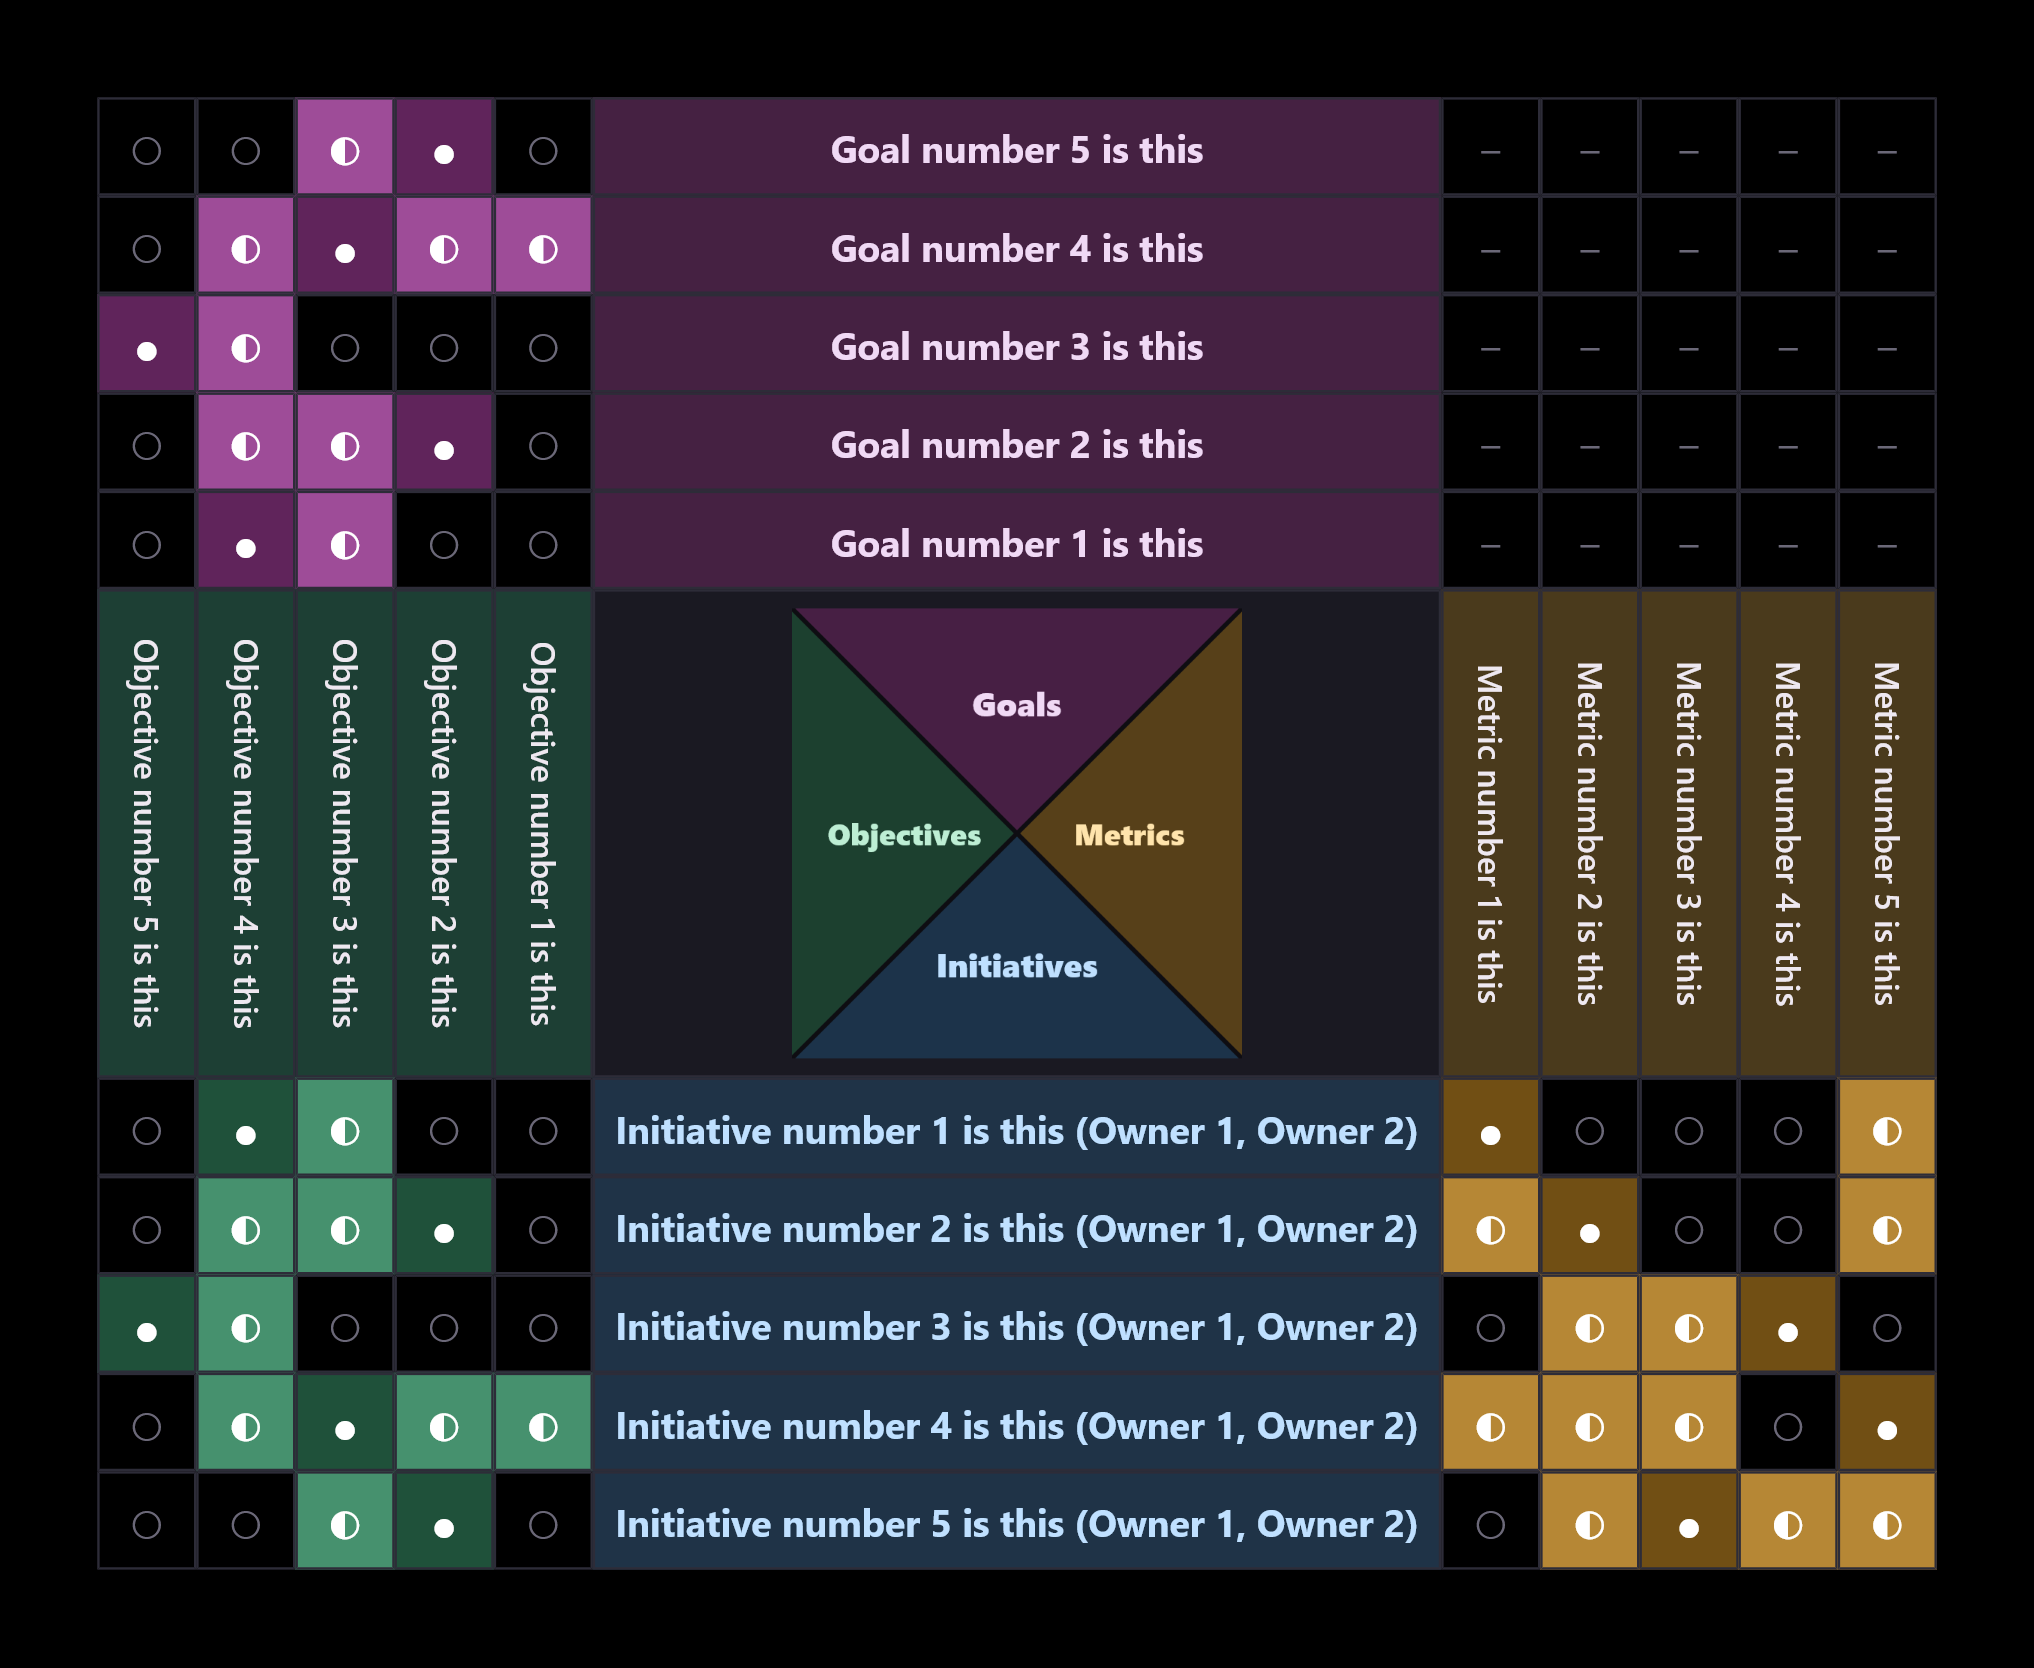 Goal number 5 is this
Goal number 4 is this
Goal number 3 is this
Goal number 2 is this
Goal number 1 is this
Objective number 5 is this
Objective number 4 is this
Objective number 3 is this
Objective number 2 is this
Objective number 1 is this
Goals
Objectives
Metrics
Initiatives
Metric number 1 is this
Metric number 2 is this
Metric number 3 is this
Metric number 4 is this
Metric number 5 is this
Initiative number 1 is this (Owner 1, Owner 2)
Initiative number 2 is this (Owner 1, Owner 2)
Initiative number 3 is this (Owner 1, Owner 2)
Initiative number 4 is this (Owner 1, Owner 2)
Initiative number 5 is this (Owner 1, Owner 2)